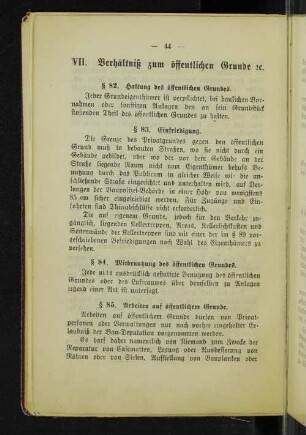 — 44 —
VII. Verhältniß zum öffentlichen Grunde ꝛc.
§ 82. Haftung des öffentlichen Grundes.
Jeder Grundeigenthümer ist verpflichtet, bei baulichen Vor-
nahmen oder sonstigen Anlagen den an sein Grundstück
stoßenden Theil des öffentlichen Grundes zu
§ 83. Einfriedigung.
Die Grenze des Privatgrundes gegen den öffentlichen
Grund muß in bebauten Straßen, wo sie nicht durch ein
Gebäude gebildet, oder wo der vor dem Gebäude an der
Straße liegende Raum nicht vom Eigenthümer behufs Be-
nutzung durch das Publicum in gleicher Weise wie die an-
schließende Straße eingerichtet und unterhalten wird, auf Ver-
langen der Baupolizei-Behörde in einer Höhe von wenigstens
85 cm sicher eingefriedigt werden. Für Zugänge und Ein-
fahrten sind Thürabschlüsse nicht erforderlich.
Die auf eigenem Grunde, jedoch für den Verkehr zu-
gänglich, liegenden Kellertreppen, Areas, Kellerlichtkasten und
Seitenwände der Kellertreppen sind mit einer der im § 89 vor-
geschriebenen Befriedigungen nach Wahl des Eigenthümers zu
versehen.
§ 84. Mitbenutzung des öffentlichen Grundes.
Jede nicht ausdrücklich gestattete Benutzung des öffentlichen
Grundes oder des Luftraumes über demselben zu Anlagen
irgend einer Art ist untersagt.
§ 85. Arbeiten auf öffentlichem Grunde.
Arbeiten auf öffentlichem Grunde dürfen von Privat-
personen oder Verwaltungen nur nach vorher eingeholter Er-
laubniß der Bau-Deputation vorgenommen werden.
Es darf daher namentlich von Niemand zum Zwecke der
Reparatur von Casematten, Legung oder Ausbesserung von
Röhren oder von Sielen, Aufstellung von Bauplanken oder